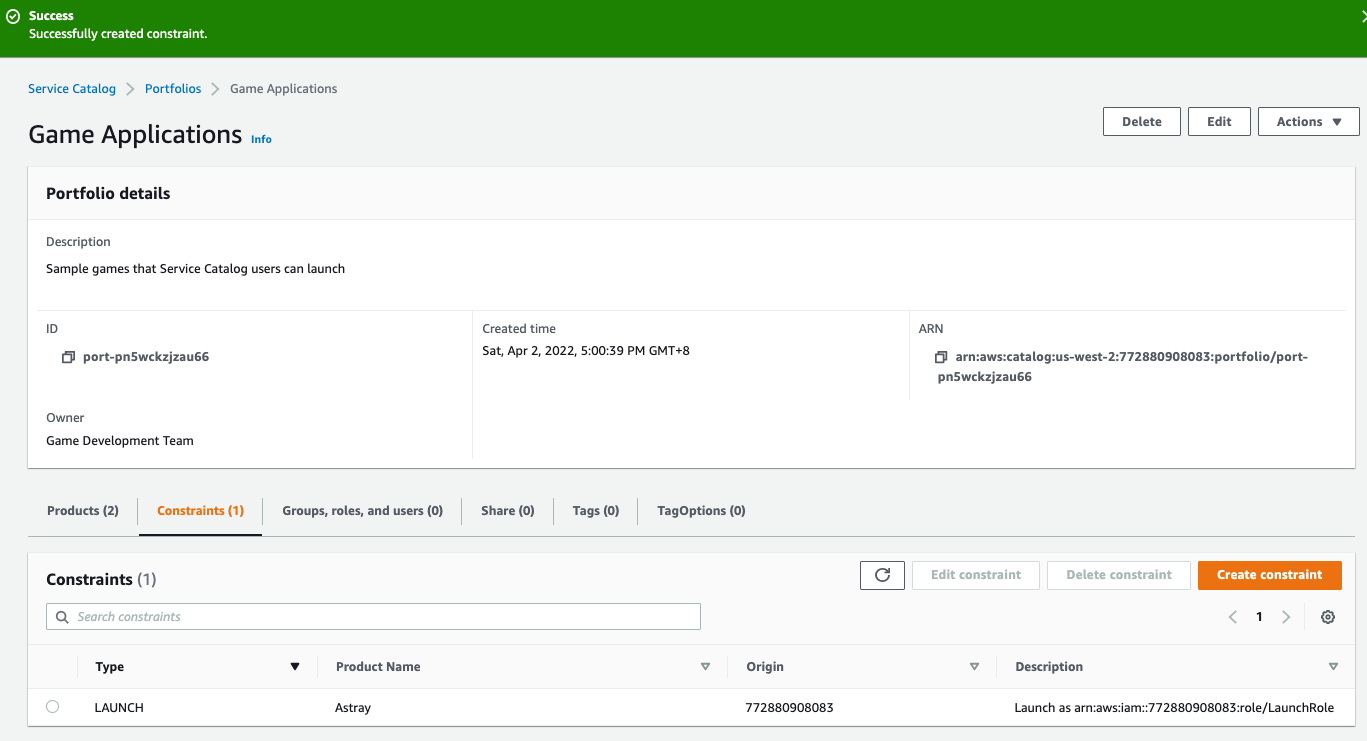 Success
Successfully created constraint.
Service Catalog > Portfolios > Game Applications
Game Applications Info
Delete Edit Actions
Portfolio details
Description
Sample games that Service Catalog users can launch
ID
port-pn5wckzjzau66
Created time
Sat, Apr 2, 2022, 5:00:39 PM GMT+8
ARN
arn:aws:catalog:us-west-2:772880908083:portfolio/port-
pn5wckzjzau66
Owner
Game Development Team
Products (2) Constraints (1) Groups, roles, and users (0) Share (0) Tags (0) TagOptions (0)
Constraints (1)
Edit constraint Delete constraint Create constraint
Search constraints
1
Type Product Name Origin Description
LAUNCH Astray 772880908083 Launch as arn:aws:iam::772880908083:role/LaunchRole